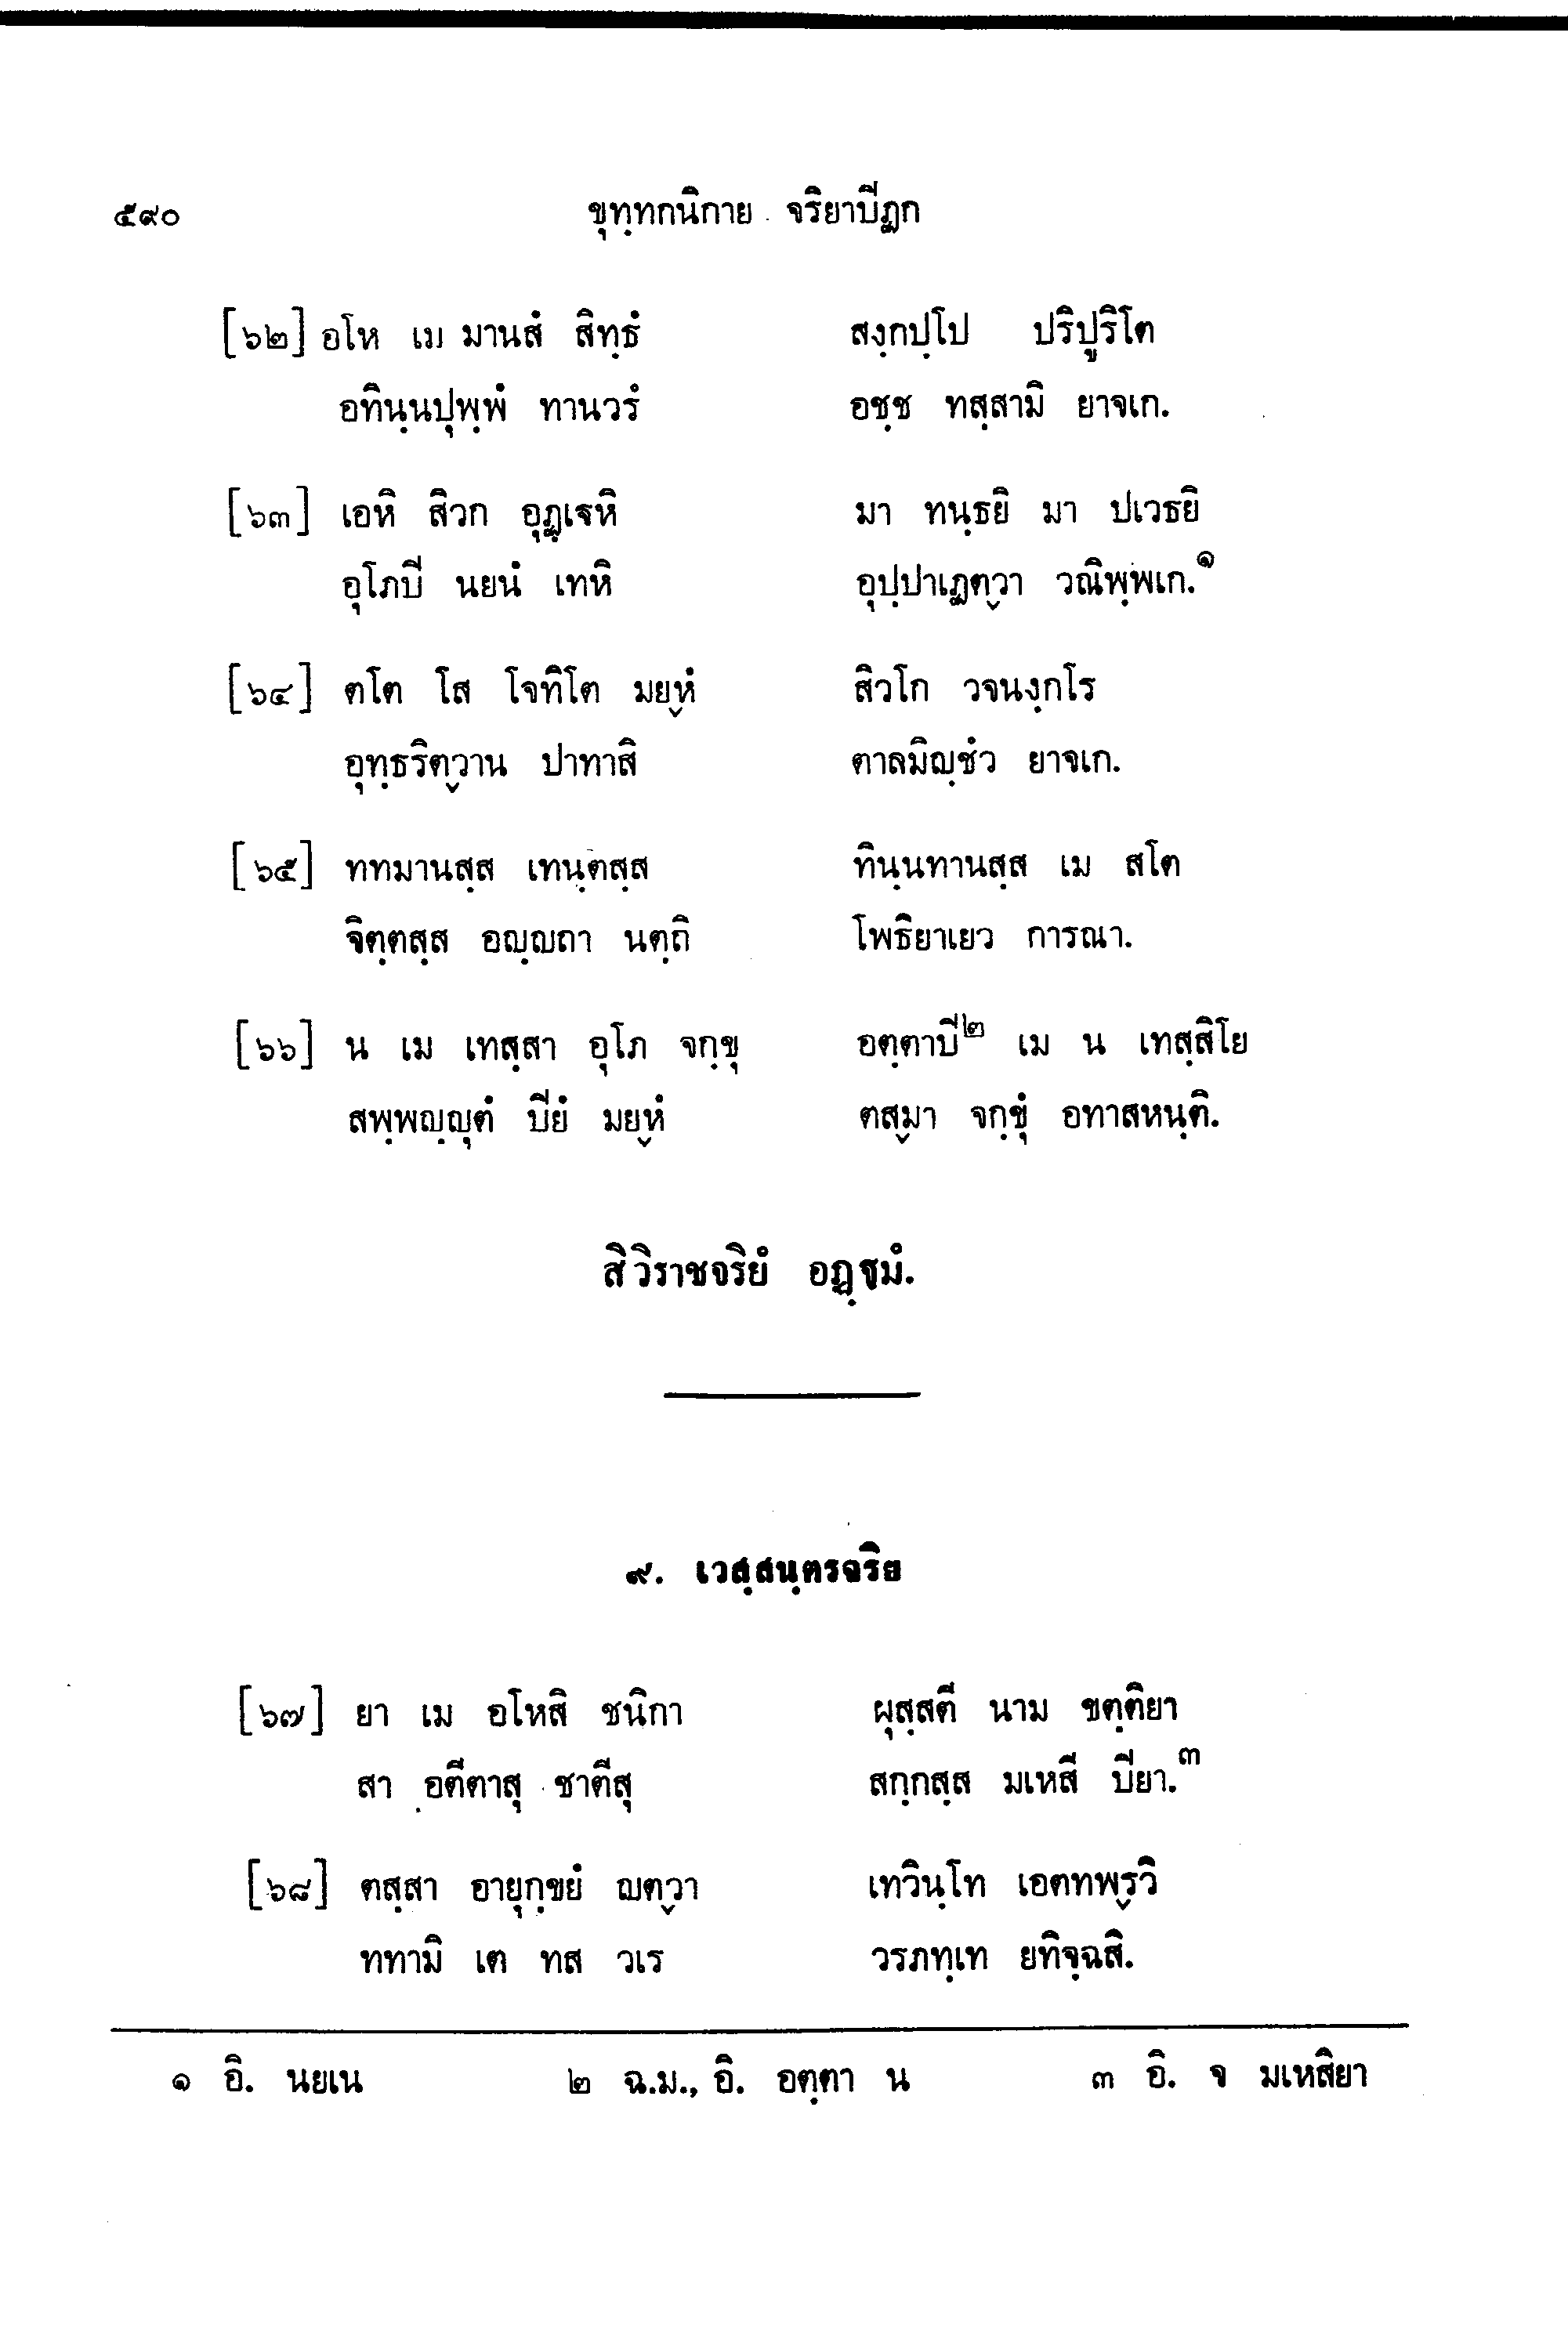 ๕๙๐ ขุทฺทกนิกาย จริยาปีฏก
[๖๒] อโห เม มานสํ สิทฺธํ สงฺกปฺโป ปริปูริโต
อทินฺนปุพฺพํ ทานวรํ อชฺช ทสฺสามิ ยาจเก.
[๖๓] เอหิ สิวก อุฏฺเฐหิ มา ทนฺธยิ มา ปเวธยิ
อุโภปี นยนํ เทหิ อุปฺปาเฏตฺวา วณิพฺพเก.๑
[๖๔] ตโต โส โจทิโต มยฺหํ สิวโก วจนงฺกโร
อุทฺธริตฺวาน ปาทาสิ ตาลมิญฺชํว ยาจเก.
[๖๕] ททมานสฺส เทนฺตสฺส ทินฺนทานสฺส เม สโต
จิตฺตสฺส อญฺญถา นตฺถิ โพธิยาเยว การณา.
[๖๖] น เม เทสฺสา อุโภ จกฺขุ อตฺตาปี๒ เม น เทสฺสิโย
สพฺพญฺญุตํ ปียํ มยฺหํ ตสฺมา จกฺขุํ อทาสหนฺติ.
สิวิราชจริยํ อฏฺฐมํ.
๙. เวสฺสนฺตรจริย
[๖๗] ยา เม อโหสิ ชนิกา ผุสฺสตี นาม ขตฺติยา
สา อตีตาสุ ชาตีสุ สกฺกสฺส มเหสี ปียา.๓
[๖๘] ตสฺสา อายุกฺขยํ ญตฺวา เทวินฺโท เอตทพฺรูวิ
ททามิ เต ทส วเร วรภทฺเท ยทิจฺฉสิ.
๑ อิ. นยเน ๒ ฉ.ม., อิ. อตฺตา น ๓ อิ. จ มเหสิยา